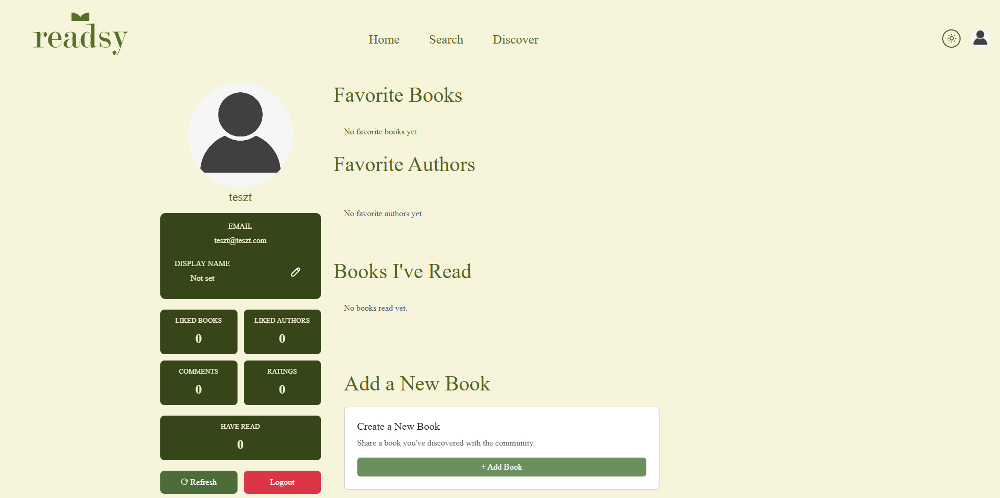 readsy
Home
Search
Discover
teszt
EMAIL
teszt@teszt.com
DISPLAY NAME
Not set
LIKED BOOKS
0
LIKED AUTHORS
0
COMMENTS
0
RATINGS
0
HAVE READ
0
Refresh
Logout
Favorite Books
No favorite books yet.
Favorite Authors
No favorite authors yet.
Books I've Read
No books read yet.
Add a New Book
Create a New Book
Share a book you've discovered with the community.
+ Add Book